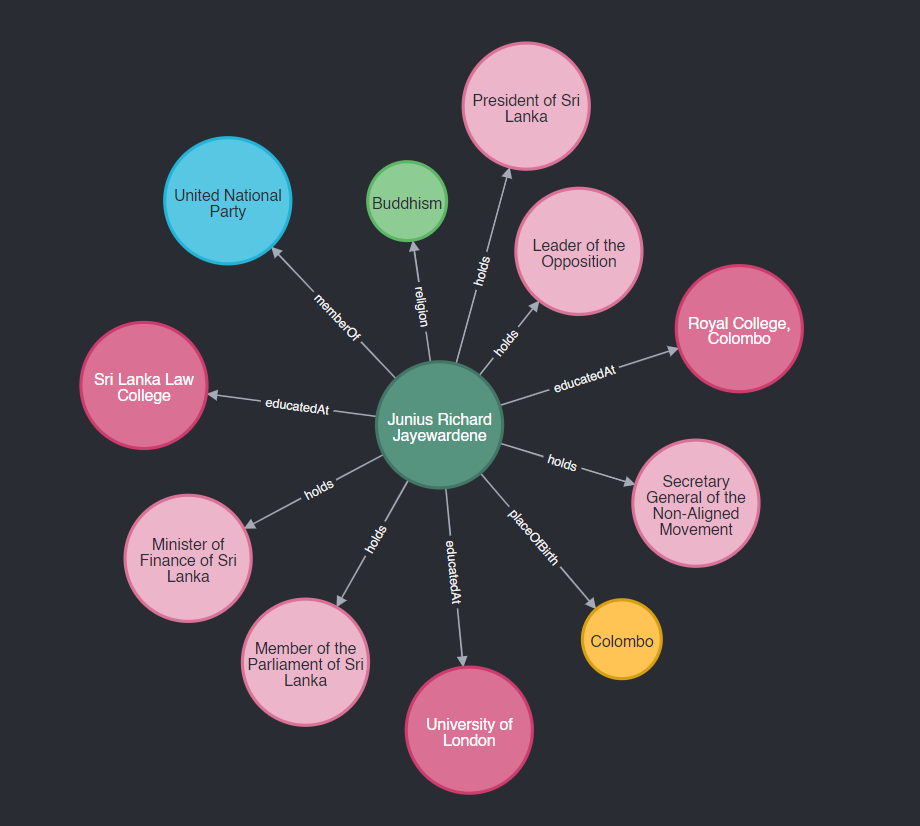 President of Sri
Lanka
United National
Party
Buddhism
holds
Leader of the
Opposition
religion
memberOf
holds
Royal College,
Colombo
educatedAt
Sri Lanka Law
College
educatedAt
Junius Richard
Jayewardene
holds
holds
Secretary
General of the
Non-Aligned
Movement
holds
placeOfBirth
Minister of
Finance of Sri
Lanka
educatedAt
Colombo
Member of the
Parliament of Sri
Lanka
University of
London